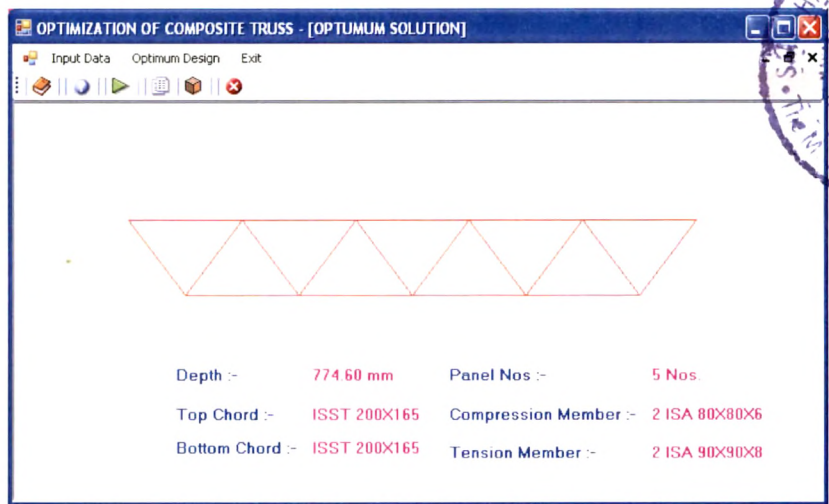 OPTIMIZATION OF COMPOSITE TRUSS - [OPTUMUM SOLUTION]
Input Data Optimum Design Exit
Depth :- 774.60 mm Panel Nos :- 5 Nos.
Top Chord :- ISST 200X165 Compression Member :- 2 ISA 80X80X6
Bottom Chord :- ISST 200X165 Tension Member :- 2 ISA 90X90X8